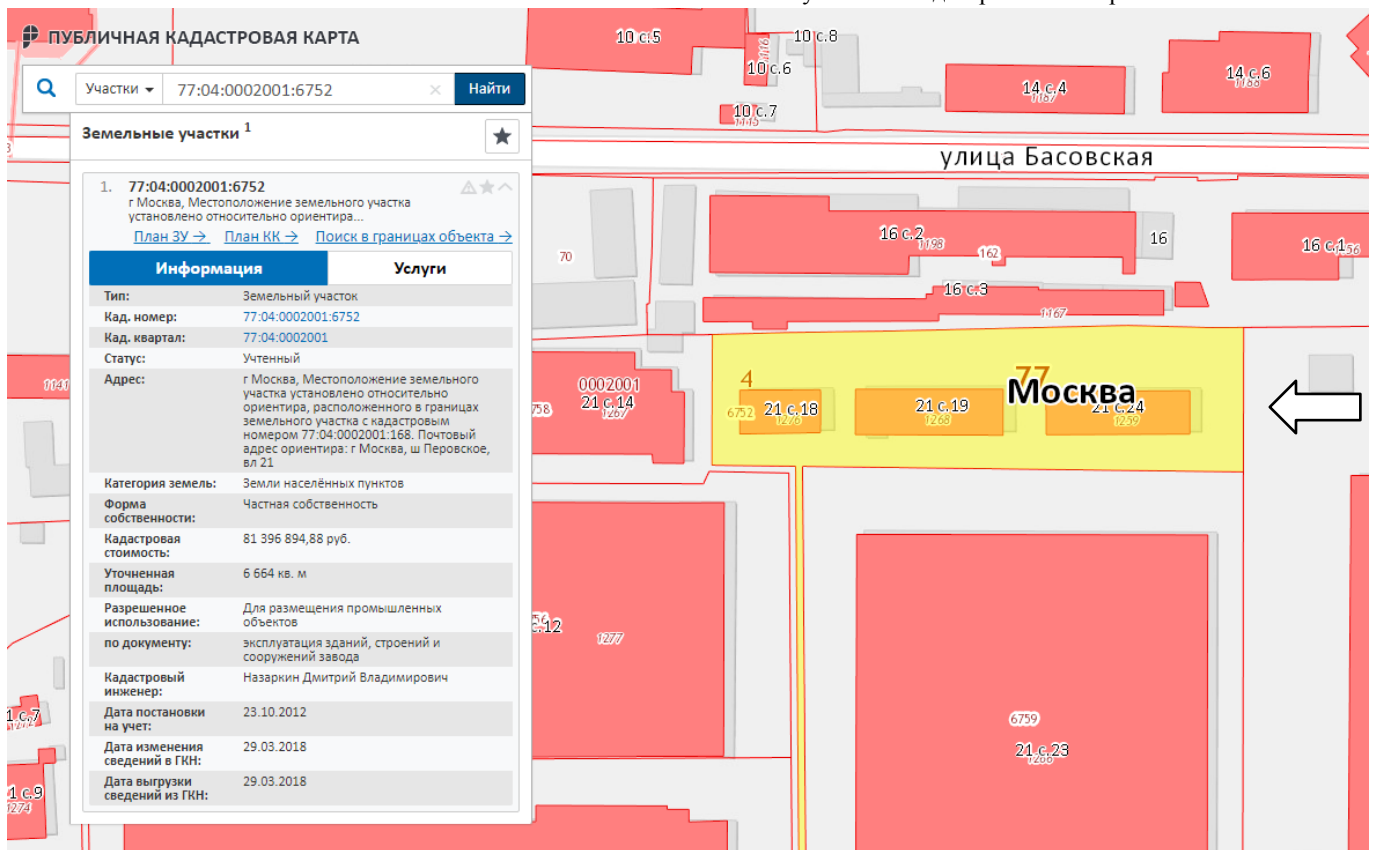 ПУБЛИЧНАЯ КАДАСТРОВАЯ КАРТА
Участки
77:04:0002001:6752
Найти
Земельные участки 1
1. 77:04:0002001:6752
г Москва, Местоположение земельного участка
установлено относительно ориентира...
План ЗУ → План КК → Поиск в границах объекта →
Информация Услуги
Тип: Земельный участок
Кад. номер: 77:04:0002001:6752
Кад. квартал: 77:04:0002001
Статус: Учтенный
Адрес: г Москва, Местоположение земельного
участка установлено относительно
ориентира, расположенного в границах
земельного участка с кадастровым
номером 77:04:0002001:168. Почтовый
адрес ориентира: г Москва, ш Перовское,
вл 21
Категория земель: Земли населённых пунктов
Форма Частная собственность
собственности:
Кадастровая 81 396 894,88 руб.
стоимость:
Уточненная 6 664 кв. м
площадь:
Разрешенное Для размещения промышленных
использование: объектов
по документу: эксплуатация зданий, строений и
сооружений завода
Кадастровый Назаркин Дмитрий Владимирович
инженер:
Дата постановки 23.10.2012
на учет:
Дата изменения 29.03.2018
сведений в ГКН:
Дата выгрузки 29.03.2018
сведений из ГКН:
10 с.5
10 с.8
10 с.6
14 с.4
1187
14 с.6
1188
10 с.7
1115
улица Басовская
70
16 с.2
1198
162
16
16 с.1
16 с.3
1167
1141
0002001
21 с.14
1267
4
77
Москва
6752
21 с.18
1276
21 с.19
1268
21 с.24
1259
1277
6759
21 с.23
1274